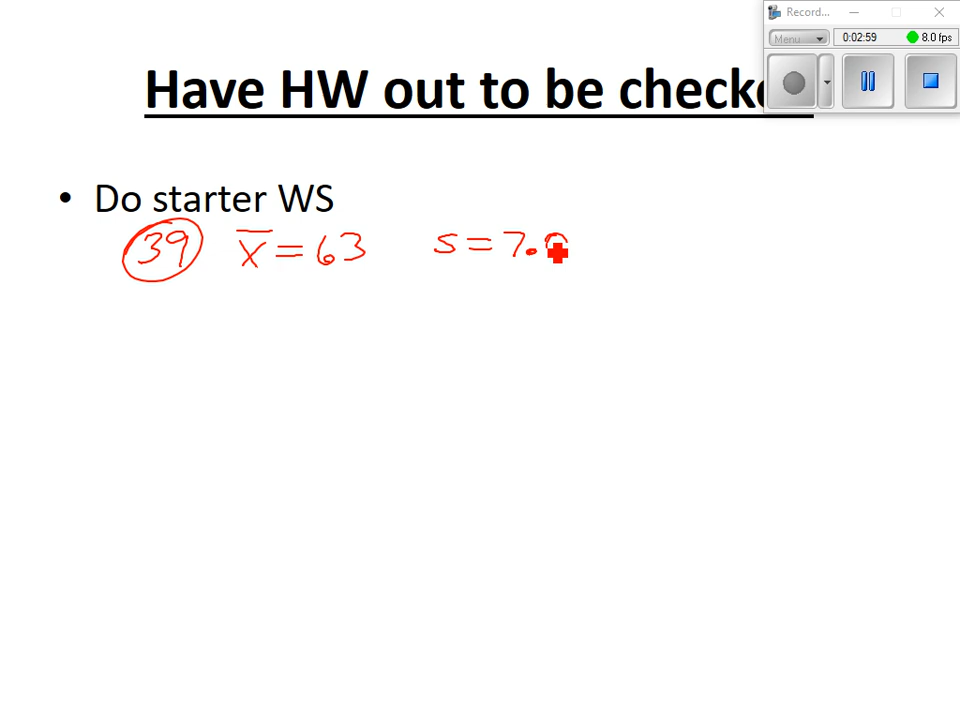 Record...
Menu
0:02:59
8.0 fps
Have HW out to be
• Do starter WS
39 x̅ = 63 s = 7.